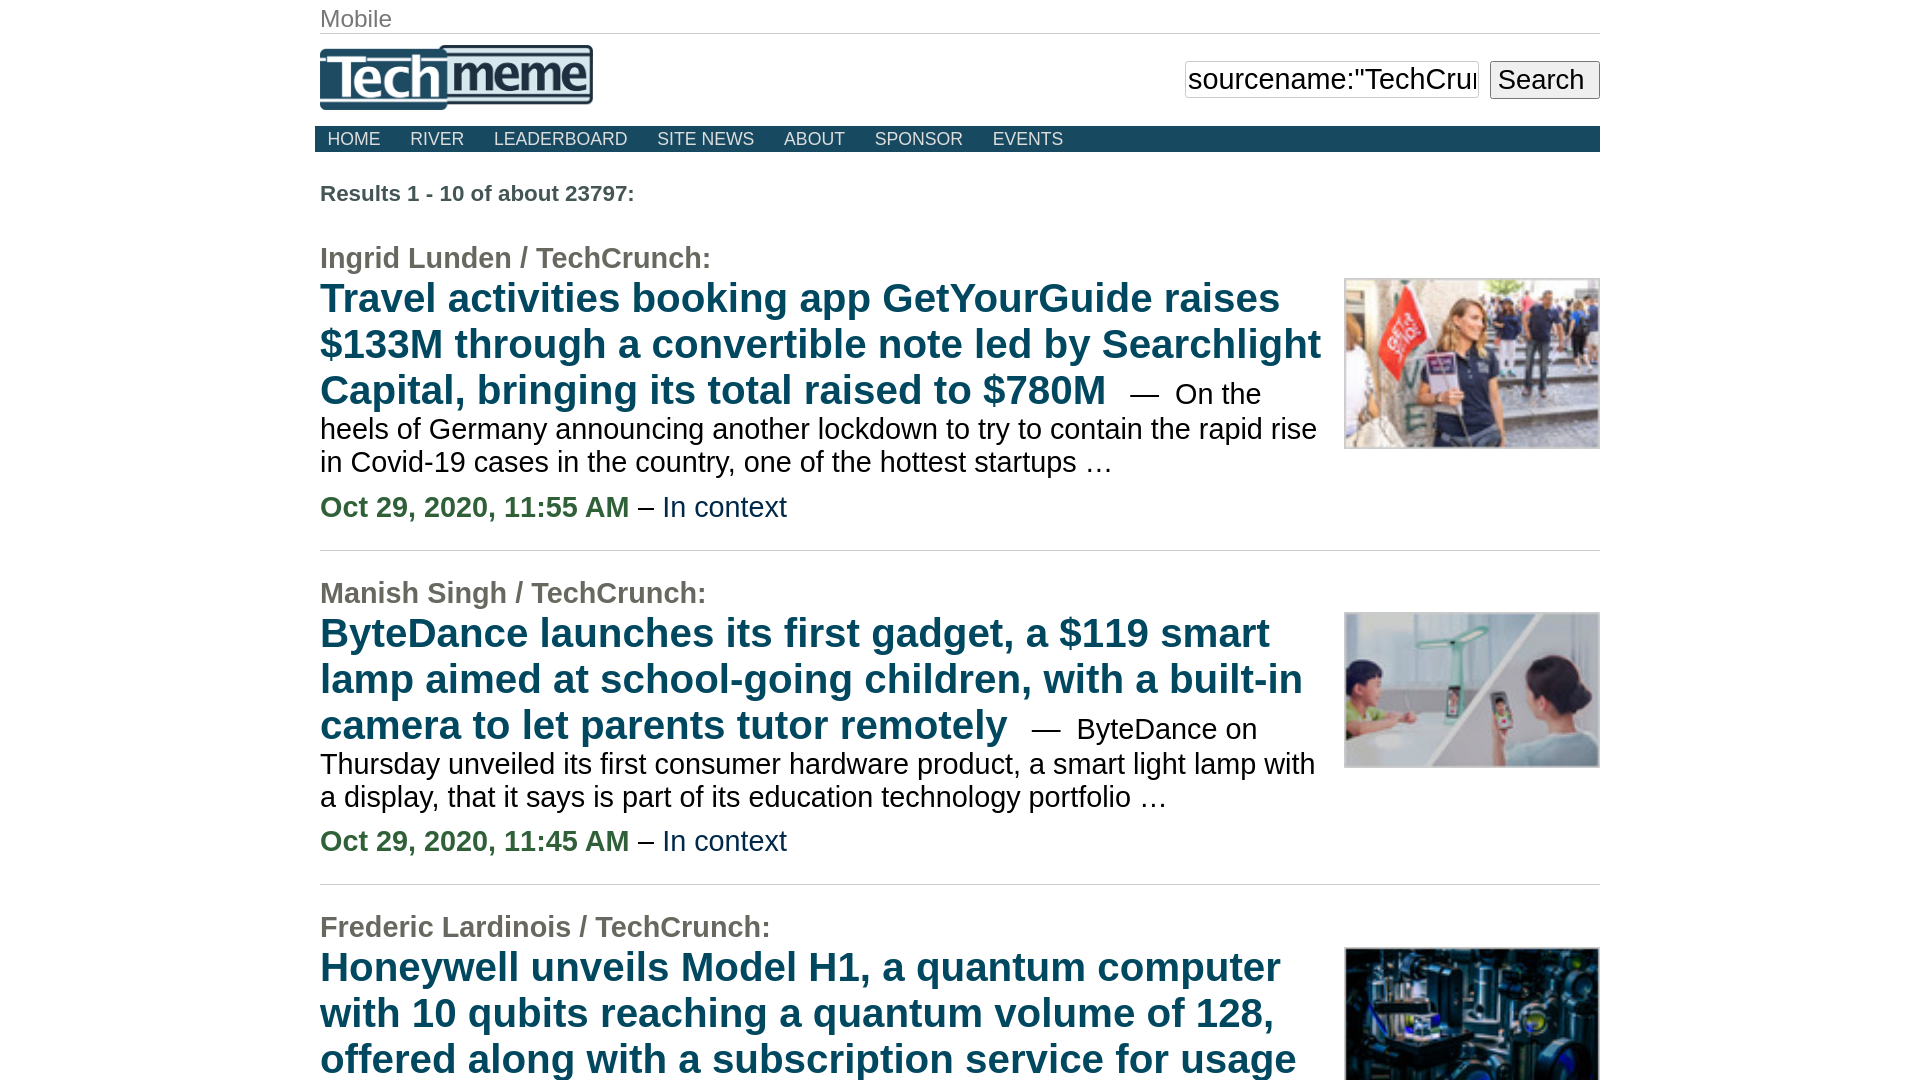 Mobile
Techmeme
sourcename:"TechCru
Search
HOME RIVER LEADERBOARD SITE NEWS ABOUT SPONSOR EVENTS
Results 1 - 10 of about 23797:
Ingrid Lunden / TechCrunch:
Travel activities booking app GetYourGuide raises
$133M through a convertible note led by Searchlight
Capital, bringing its total raised to $780M — On the
heels of Germany announcing another lockdown to try to contain the rapid rise
in Covid-19 cases in the country, one of the hottest startups …
Oct 29, 2020, 11:55 AM – In context
Manish Singh / TechCrunch:
ByteDance launches its first gadget, a $119 smart
lamp aimed at school-going children, with a built-in
camera to let parents tutor remotely — ByteDance on
Thursday unveiled its first consumer hardware product, a smart light lamp with
a display, that it says is part of its education technology portfolio …
Oct 29, 2020, 11:45 AM – In context
Frederic Lardinois / TechCrunch:
Honeywell unveils Model H1, a quantum computer
with 10 qubits reaching a quantum volume of 128,
offered along with a subscription service for usage